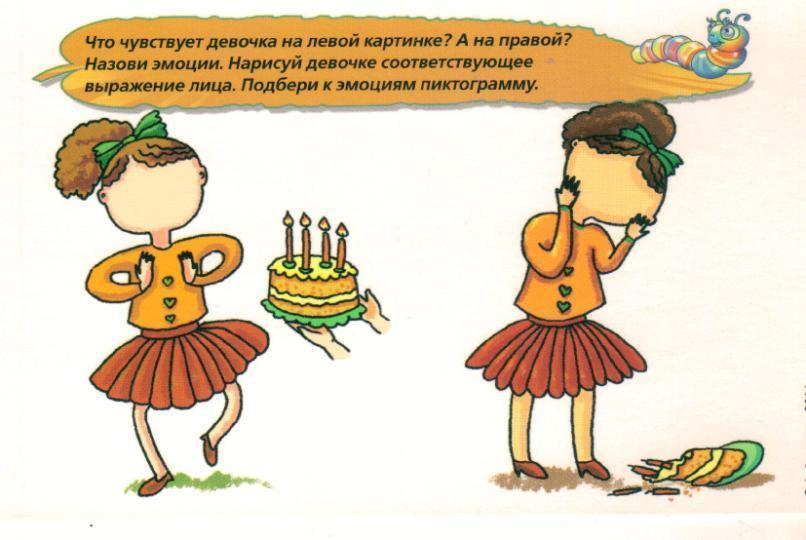 Что чувствует девочка на левой картинке? А на правой?
Назови эмоции. Нарисуй девочке соответствующее
выражение лица. Подбери к эмоциям пиктограмму.